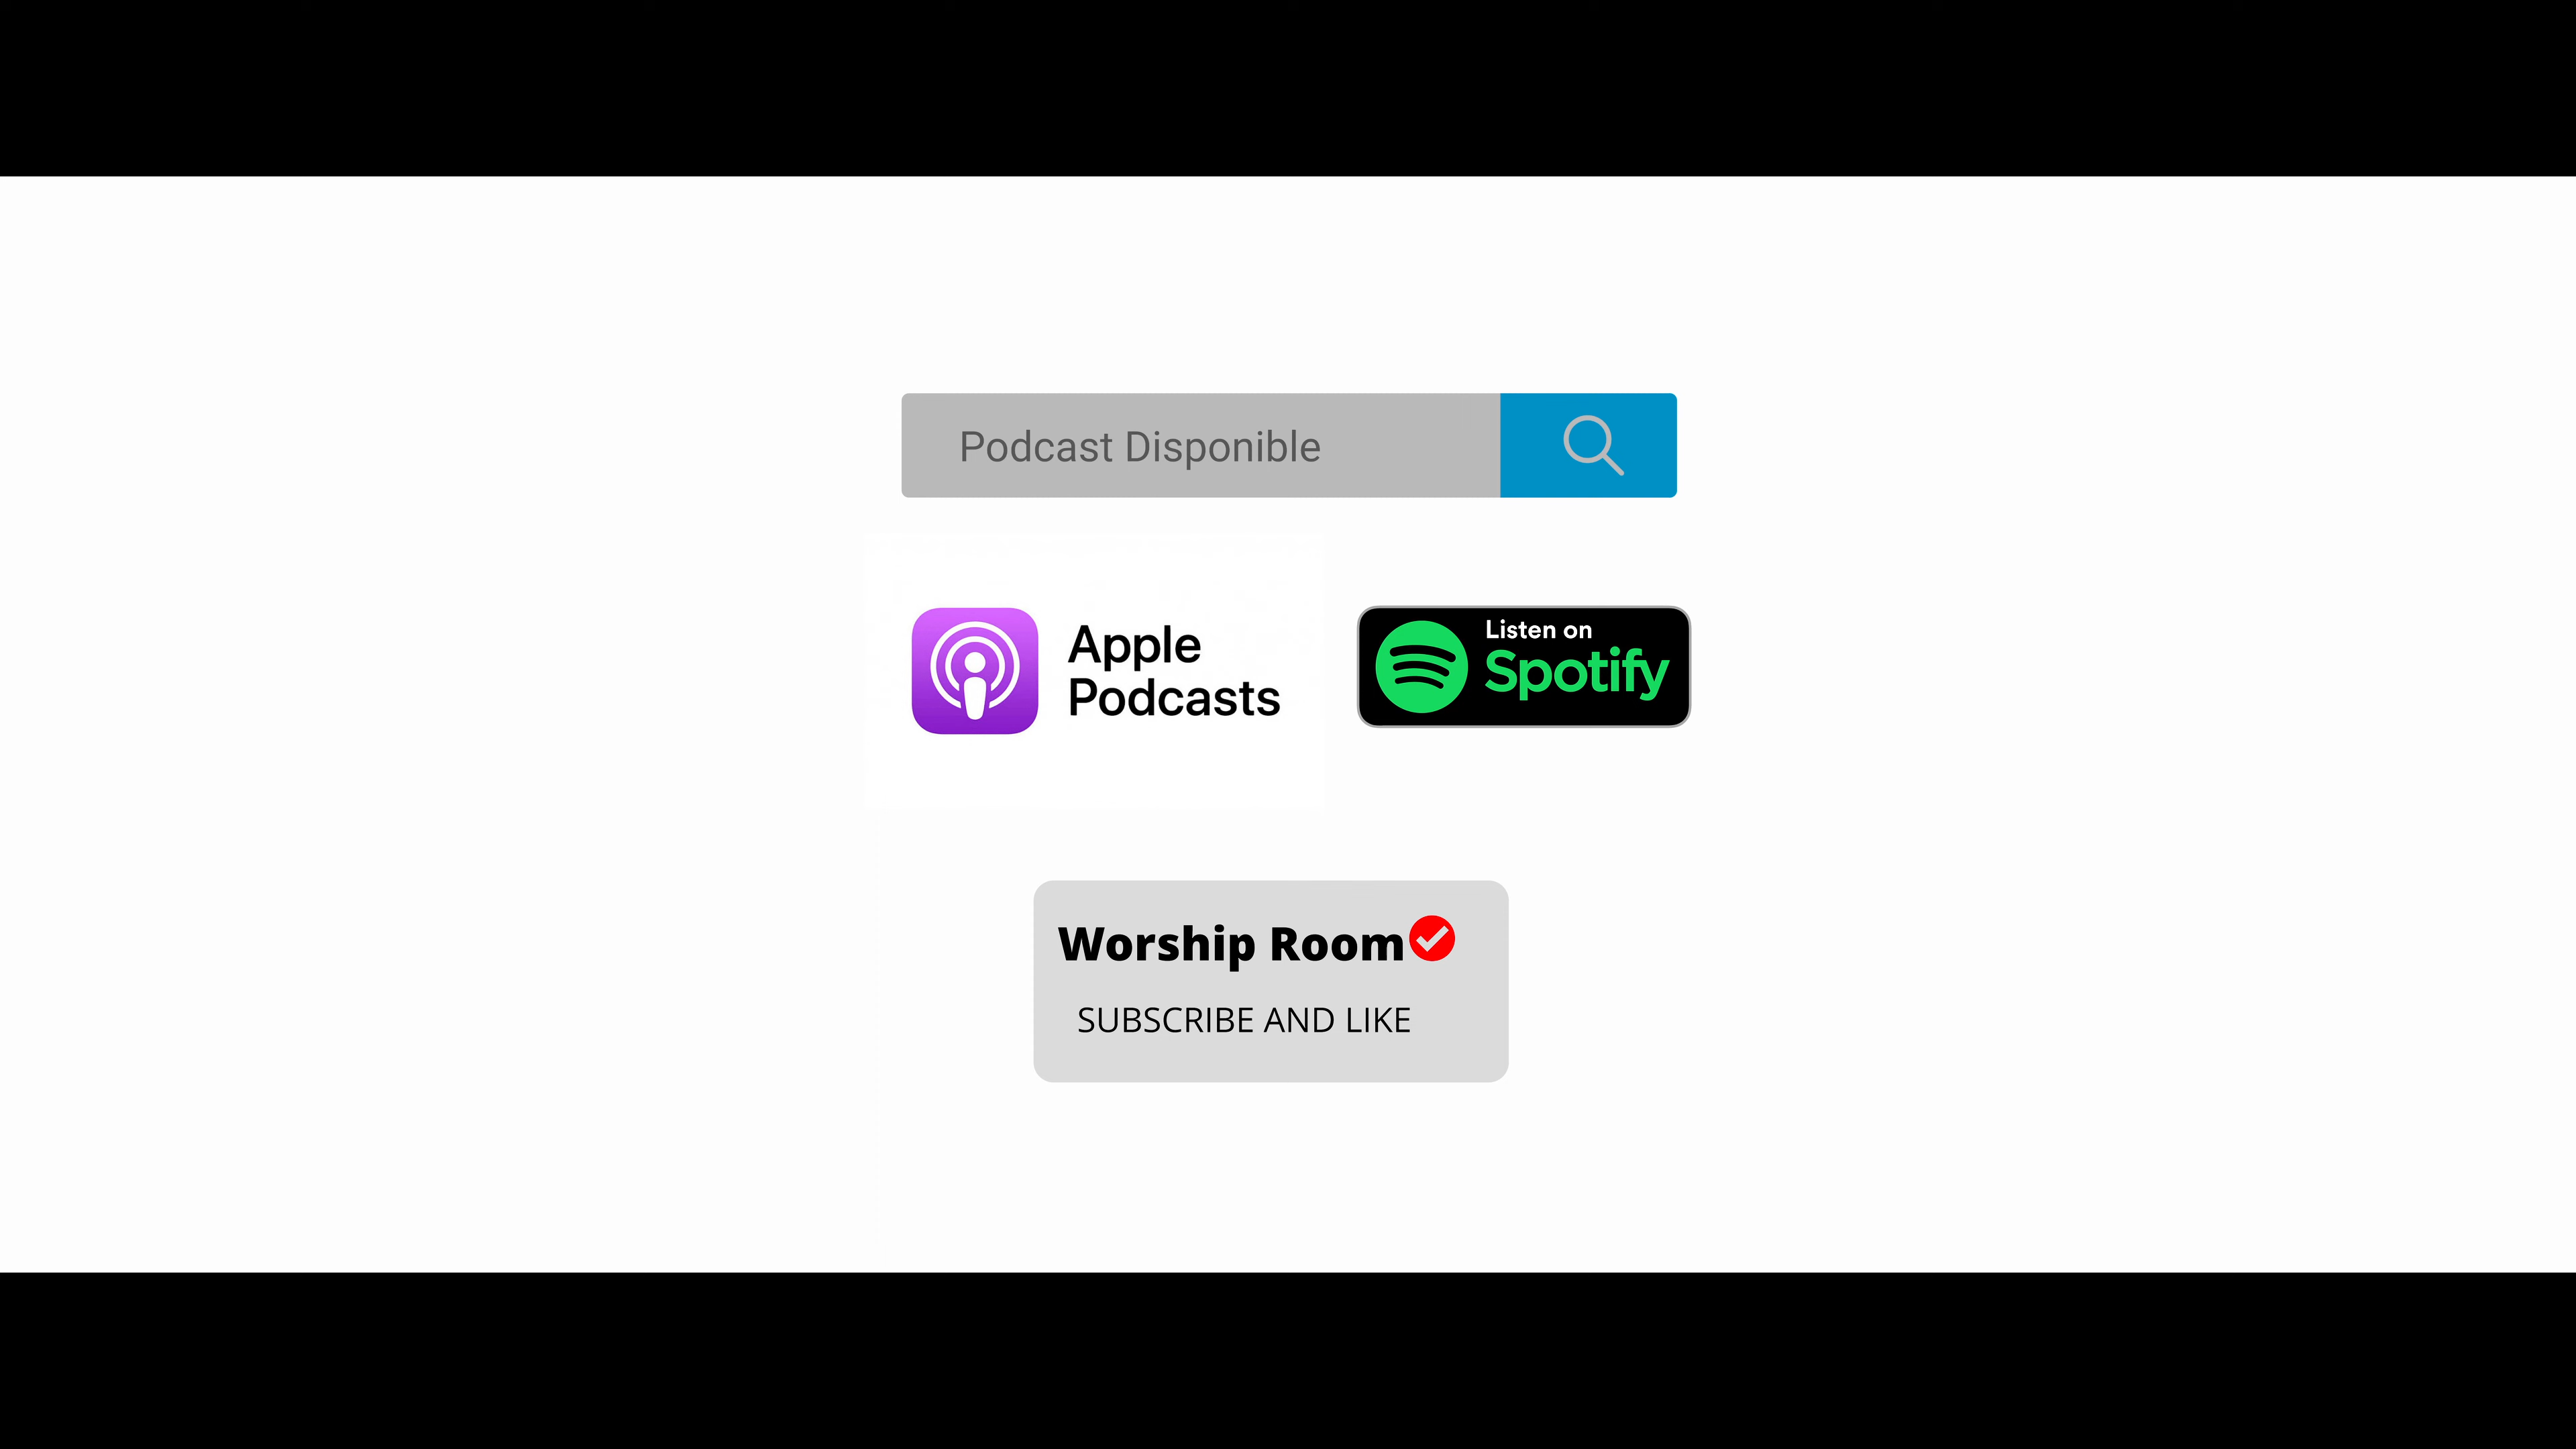 Podcast Disponible
Apple
Podcasts
Listen on
Spotify
Worship Room
SUBSCRIBE AND LIKE